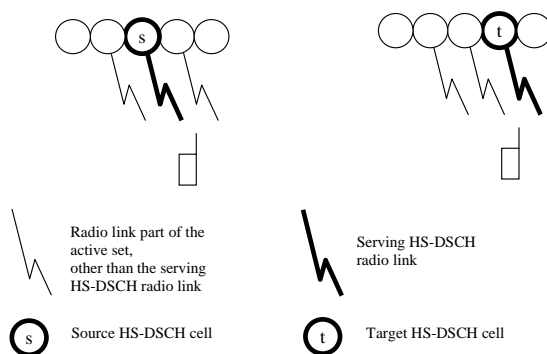 s
t
Radio link part of the
active set,
other than the serving
HS-DSCH radio link
Serving HS-DSCH
radio link
s
Source HS-DSCH cell
t
Target HS-DSCH cell